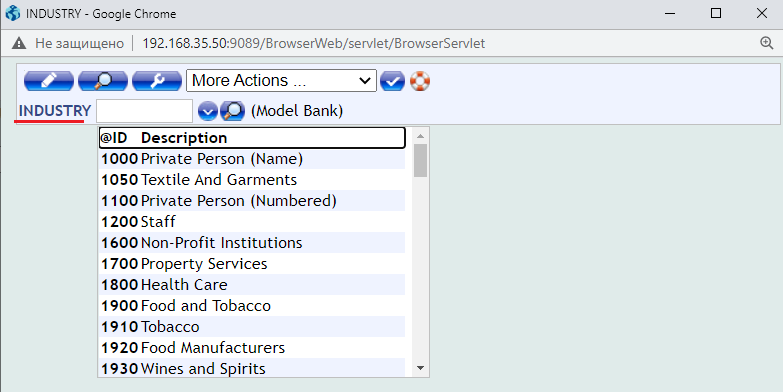 INDUSTRY - Google Chrome
Не защищено 192.168.35.50:9089/BrowserWeb/servlet/BrowserServlet
More Actions ...
INDUSTRY (Model Bank)
@ID Description
1000 Private Person (Name)
1050 Textile And Garments
1100 Private Person (Numbered)
1200 Staff
1600 Non-Profit Institutions
1700 Property Services
1800 Health Care
1900 Food and Tobacco
1910 Tobacco
1920 Food Manufacturers
1930 Wines and Spirits